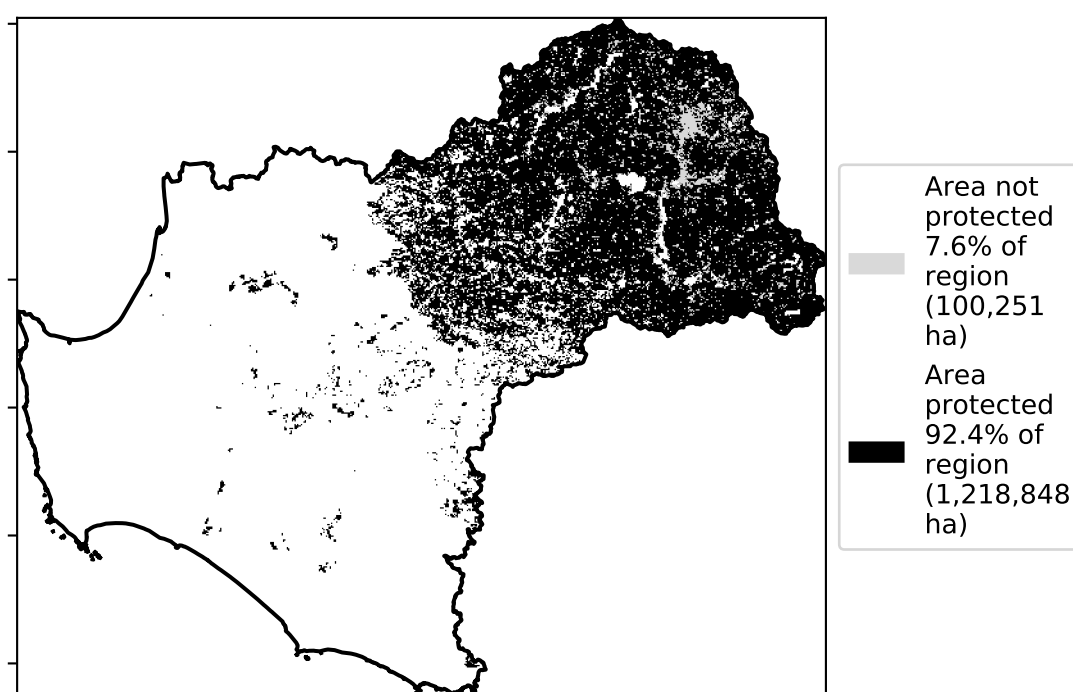 Area not
protected
7.6% of
region
(100,251
ha)
Area
protected
92.4% of
region
(1,218,848
ha)